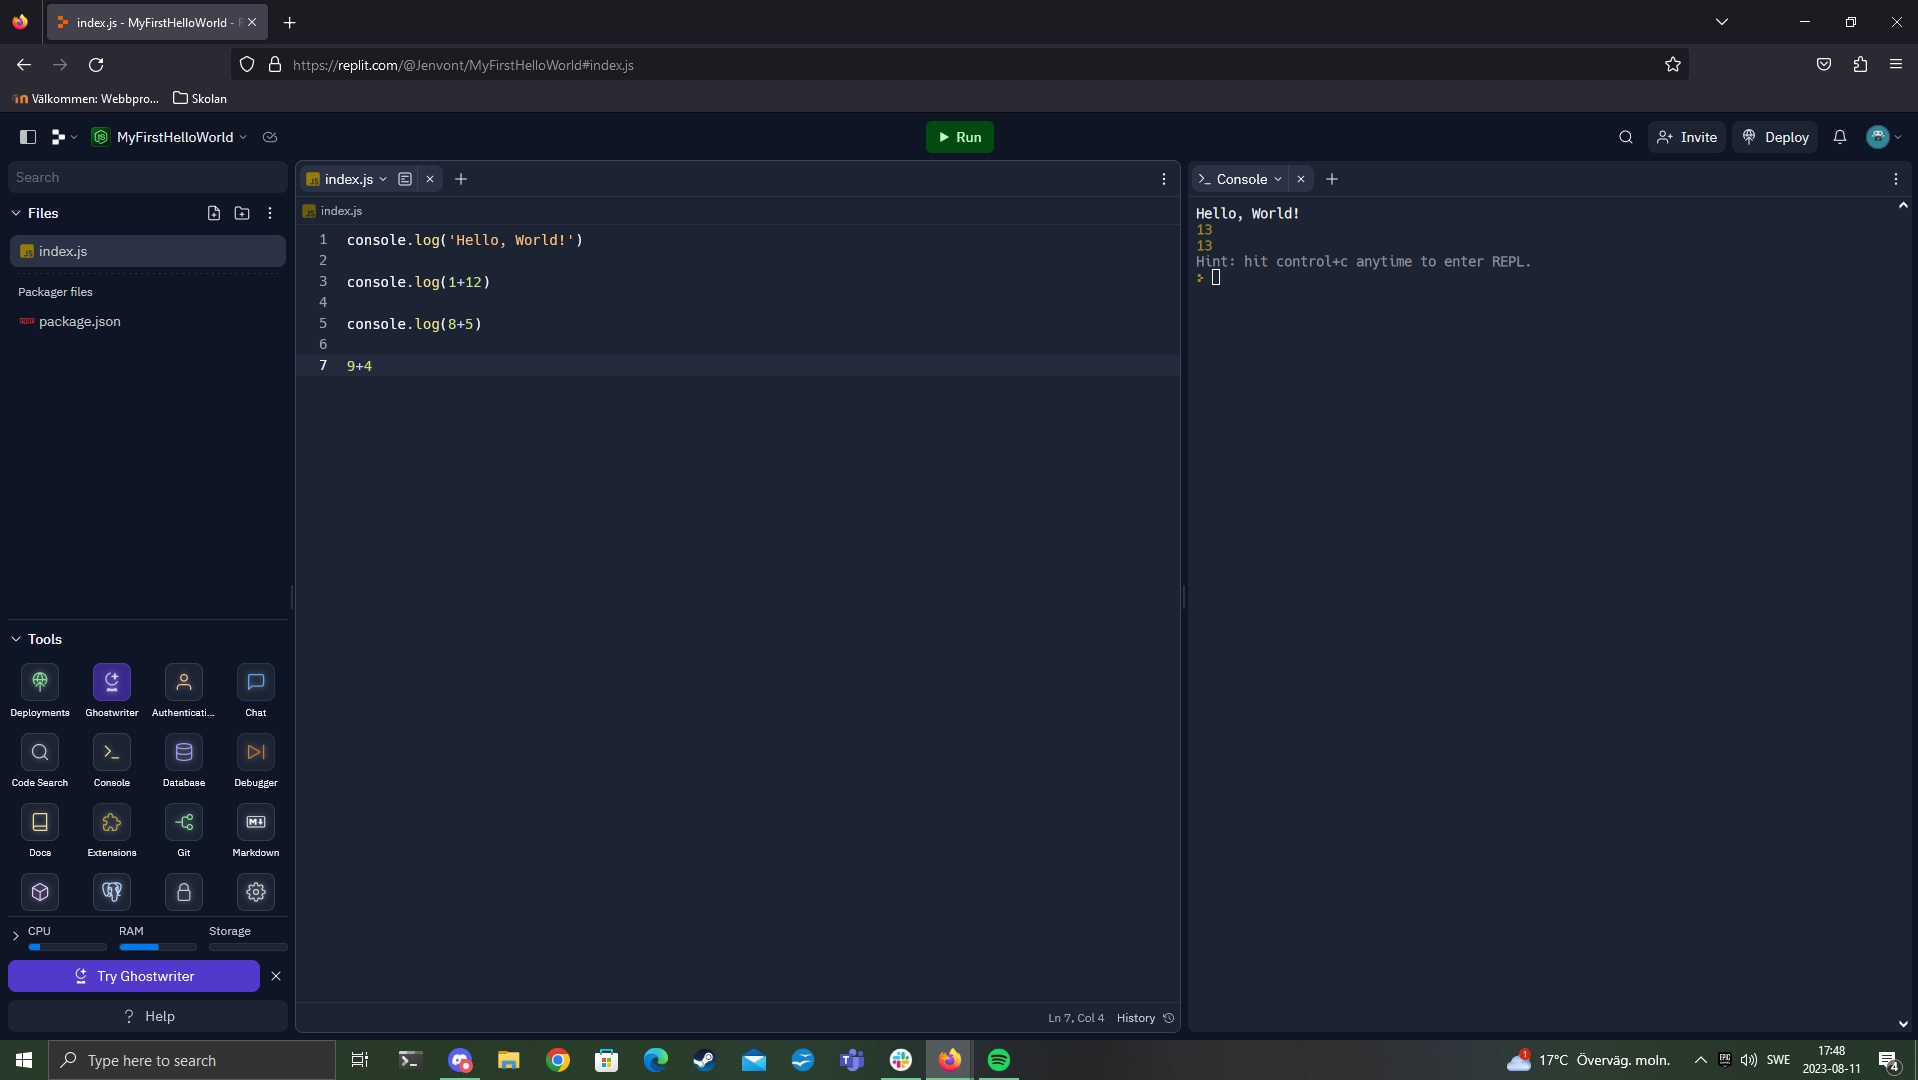 index.js - MyFirstHelloWorld -
https://replit.com/@Jenvont/MyFirstHelloWorld#index.js
Välkommen: Webbpro...
Skolan
MyFirstHelloWorld
Run
Invite
Deploy
Search
Files
index.js
Packager files
package.json
index.js
index.js
1 console.log('Hello, World!')
2
3 console.log(1+12)
4
5 console.log(8+5)
6
7 9+4
Ln 7, Col 4
History
Console
Hello, World!
13
13
Hint: hit control+c anytime to enter REPL.
Tools
Deployments
Ghostwriter
Authenticati...
Chat
Code Search
Console
Database
Debugger
Docs
Extensions
Git
Markdown
CPU
RAM
Storage
Try Ghostwriter
? Help
Type here to search
1
17°C Överväg. moln.
SWE
17:48
2023-08-11
4